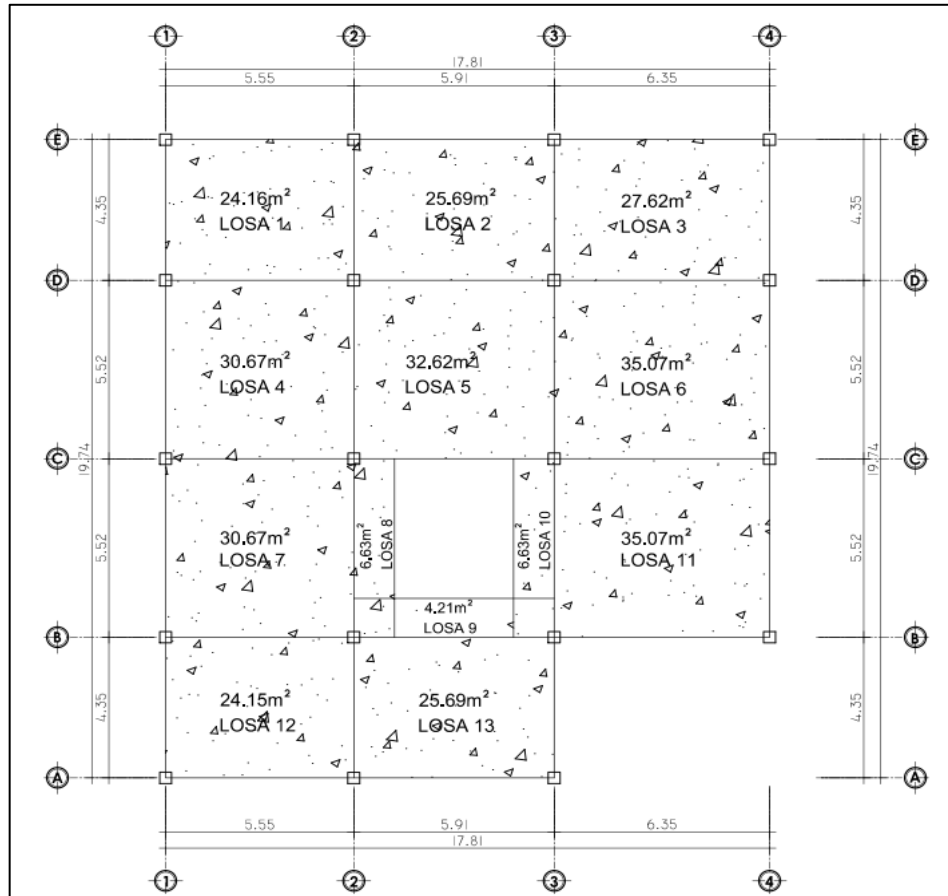 1 2 3 4
17.81
5.55 5.91 6.35
E E
4.35 4.35
24.16m² 25.69m² 27.62m²
LOSA 1 LOSA 2 LOSA 3
D D
5.52 5.52
30.67m² 32.62m² 35.07m²
LOSA 4 LOSA 5 LOSA 6
C C
19.74 19.74
5.52 5.52
30.67m² 6.63m² 6.63m² 35.07m²
LOSA 7 LOSA 8 LOSA 10 LOSA 11
4.21m²
LOSA 9
B B
4.35 4.35
24.15m² 25.69m²
LOSA 12 LOSA 13
A A
5.55 5.91 6.35
17.81
1 2 3 4